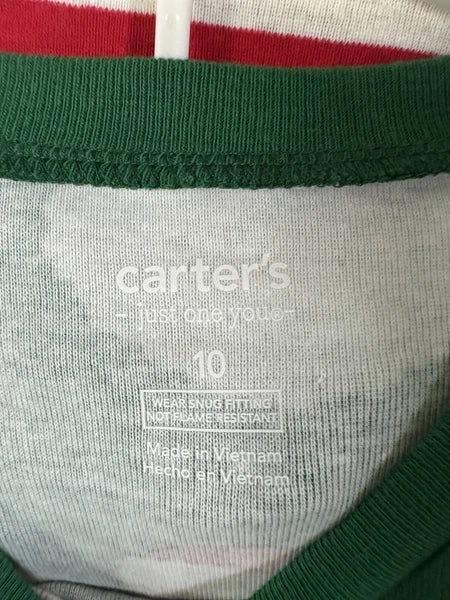 carter's
- just one you®-
10
WEAR SNUG FITTING
NOT FLAME RESISTANT
Made in Vietnam
Hecho en Vietnam